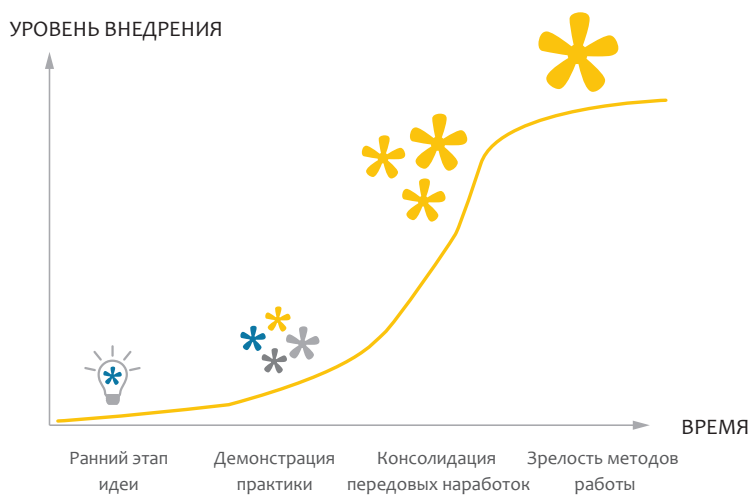 УРОВЕНЬ ВНЕДРЕНИЯ
ВРЕМЯ
Ранний этап
идеи
Демонстрация
практики
Консолидация
передовых наработок
Зрелость методов
работы